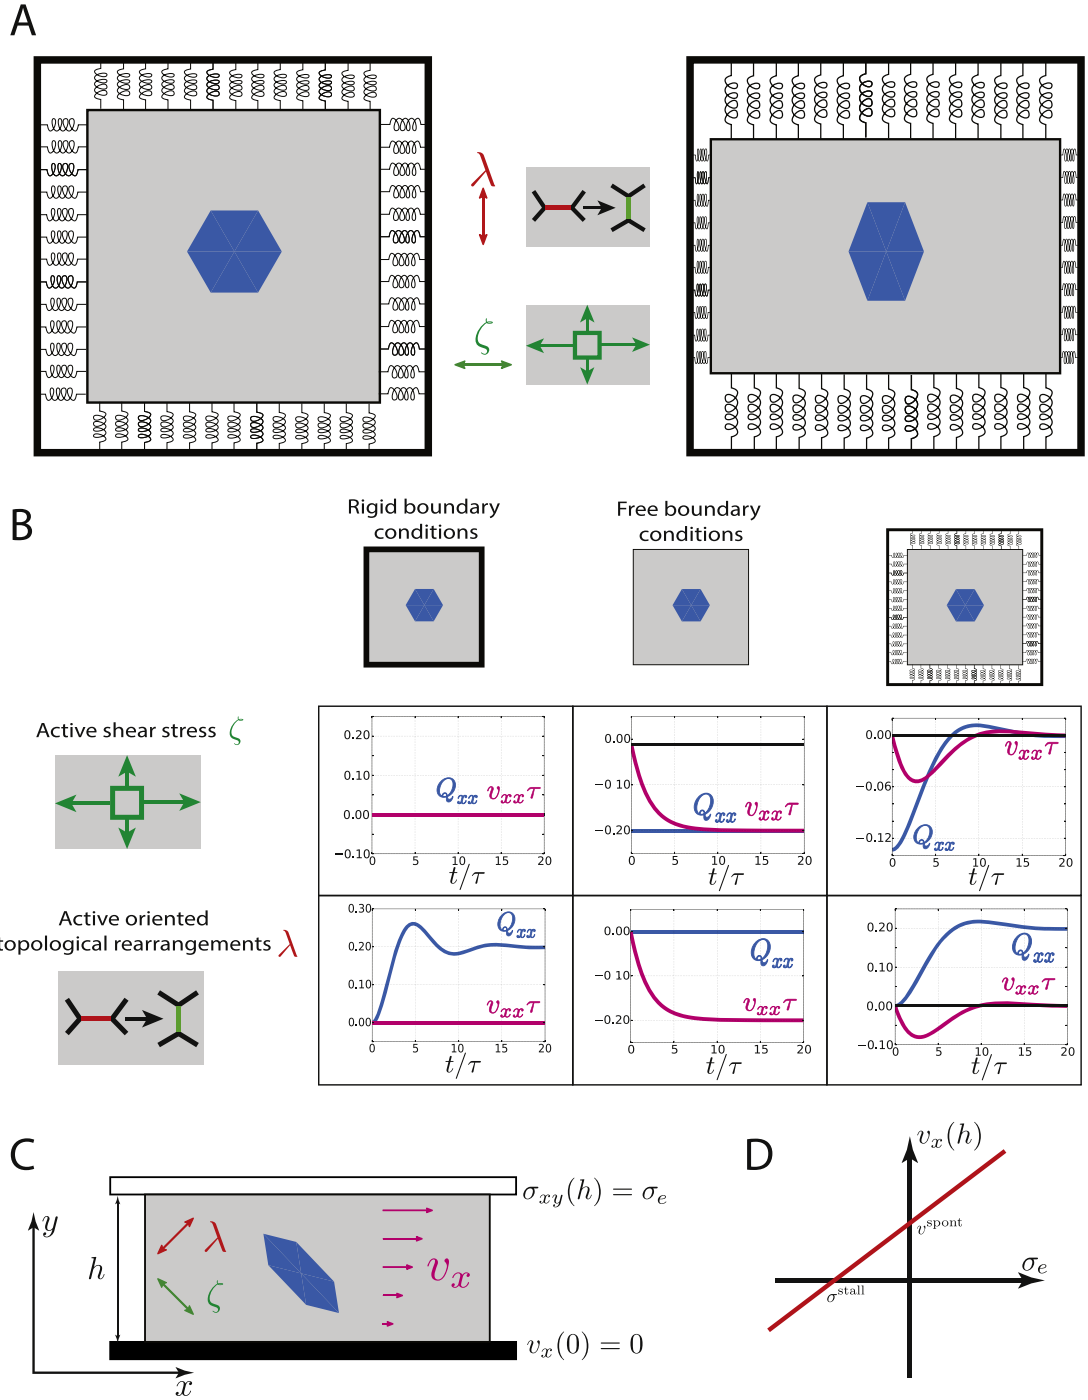 A
λ
ζ
B
Rigid boundary
conditions
Free boundary
conditions
Active shear stress ζ
0.20
0.10
0.00
−0.10
Q_xx v_xx τ
0 5 10 15 20
t/τ
0.00
−0.10
−0.20
Q_xx v_xx τ
0 5 10 15 20
t/τ
0.00
−0.06
−0.12
v_xx τ
Q_xx
0 5 10 15 20
t/τ
Active oriented
topological rearrangements λ
0.30
0.20
0.10
0.00
Q_xx
v_xx τ
0 5 10 15 20
t/τ
0.00
−0.10
−0.20
Q_xx
v_xx τ
0 5 10 15 20
t/τ
0.20
0.10
0.00
−0.10
Q_xx
v_xx τ
0 5 10 15 20
t/τ
C
σ_xy(h) = σ_e
y
λ
h
v_x
ζ
v_x(0) = 0
x
D
v_x(h)
v^spont
σ_e
σ^stall